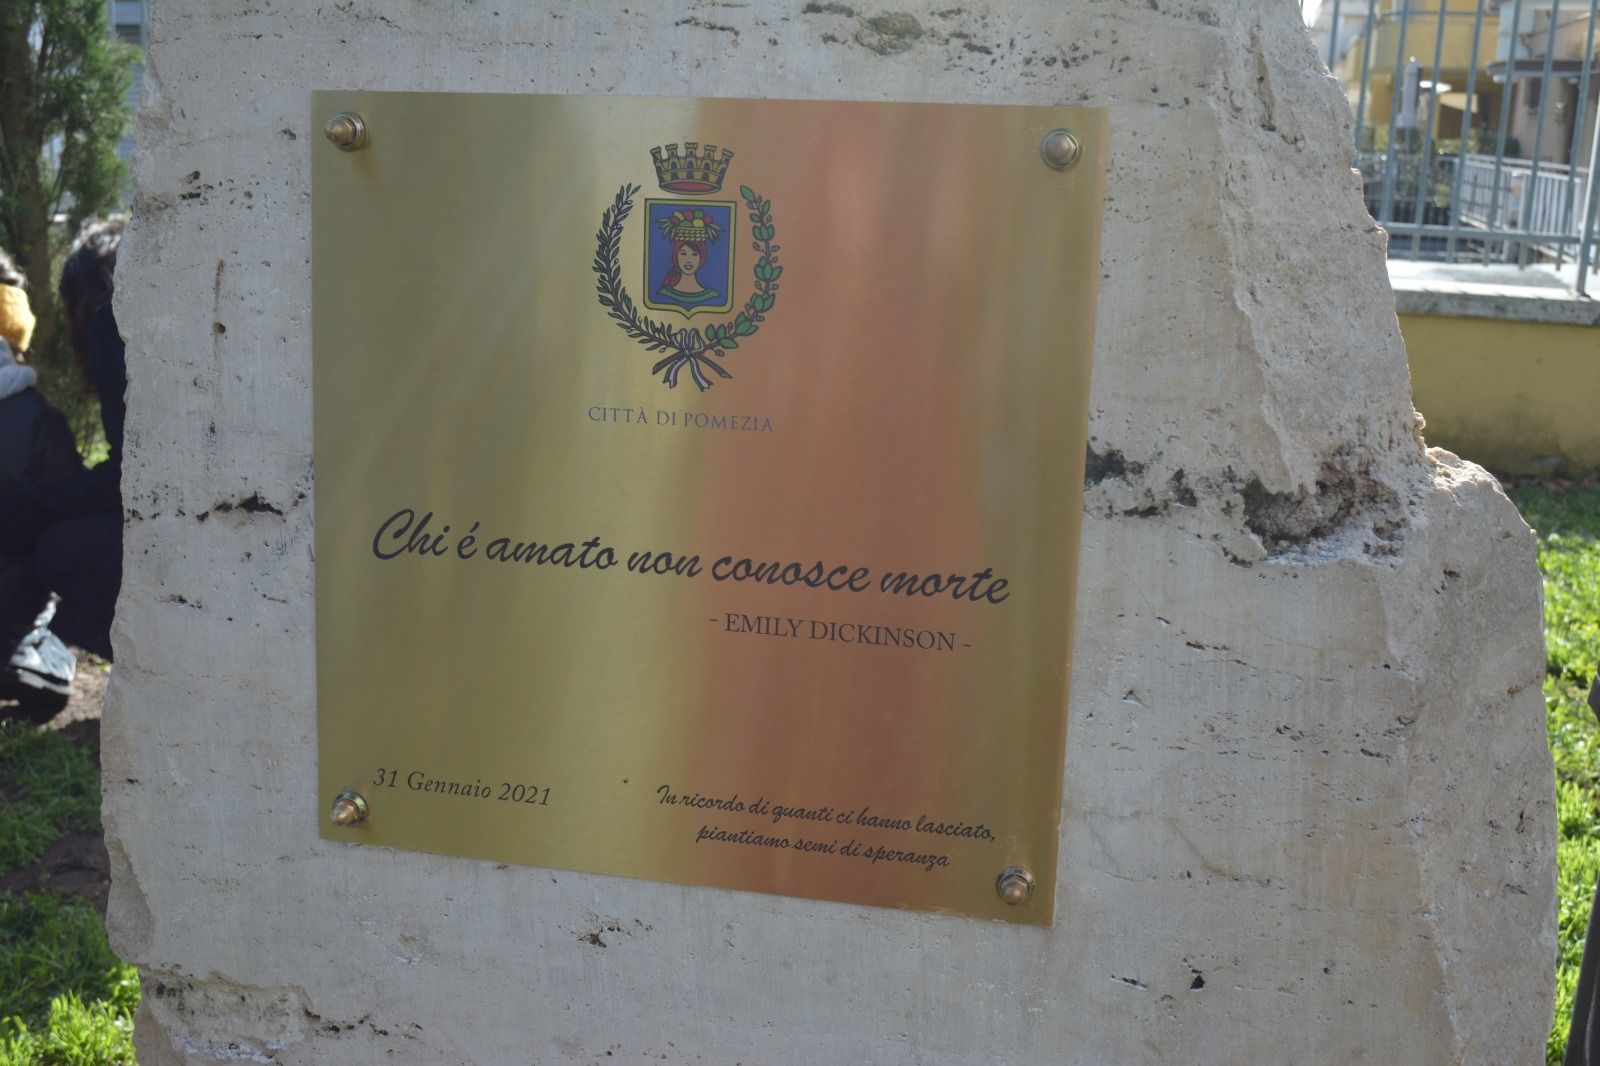 CITTÀ DI POMEZIA
Chi é amato non conosce morte
- EMILY DICKINSON -
31 Gennaio 2021
In ricordo di quanti ci hanno lasciato,
piantiamo semi di speranza